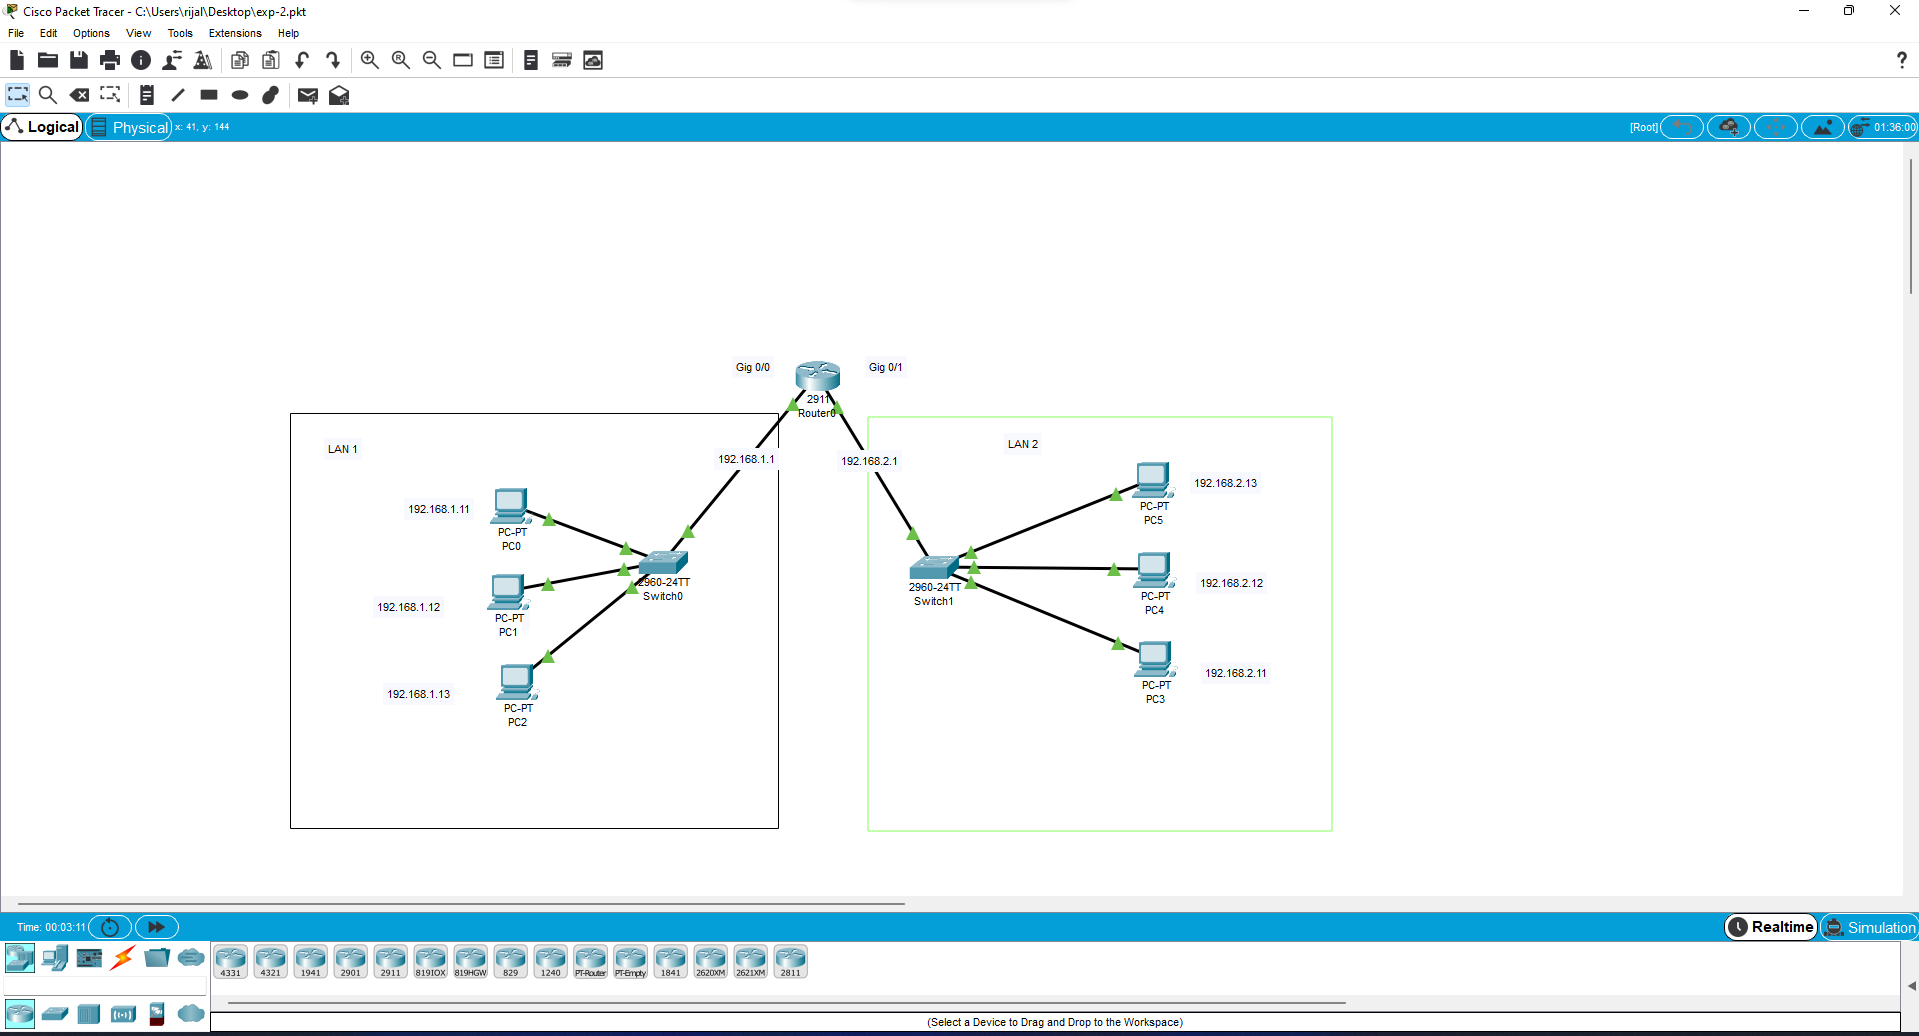 Cisco Packet Tracer - C:\Users\rijal\Desktop\exp-2.pkt
File Edit Options View Tools Extensions Help
Logical Physical x: 41, y: 144 [Root] 01:36:00
Gig 0/0 Gig 0/1
2911
Router0
LAN 1
LAN 2
192.168.1.1
192.168.2.1
192.168.1.11
PC-PT
PC0
192.168.1.12
PC-PT
PC1
192.168.1.13
PC-PT
PC2
2960-24TT
Switch0
2960-24TT
Switch1
192.168.2.13
PC-PT
PC5
192.168.2.12
PC-PT
PC4
192.168.2.11
PC-PT
PC3
Time: 00:03:11 Realtime Simulation
4331 4321 1941 2901 2911 819IOX 819HGW 829 1240 PT-Router PT-Empty 1841 2620XM 2621XM 2811
(Select a Device to Drag and Drop to the Workspace)